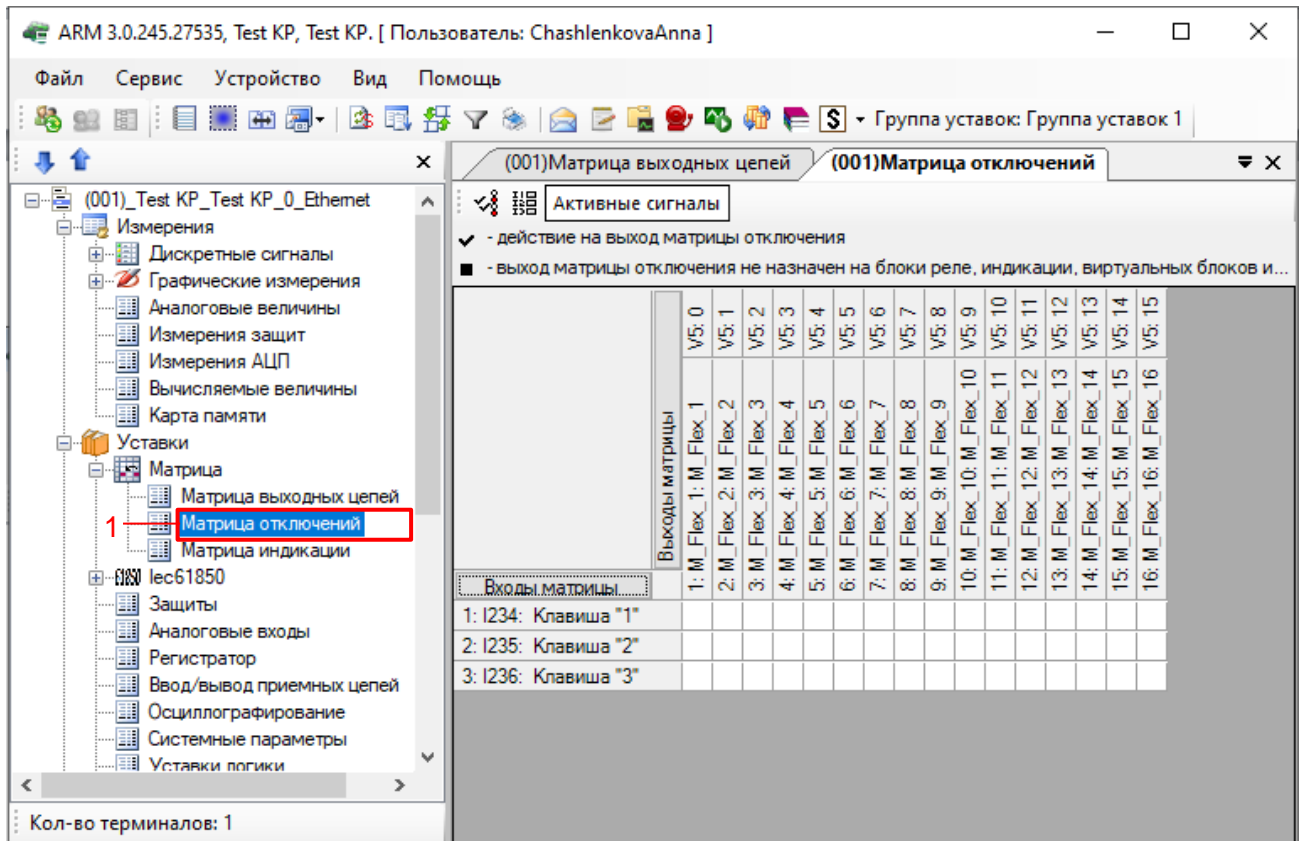 ARM 3.0.245.27535, Test KP, Test KP. [ Пользователь: ChashlenkovaAnna ]
Файл Сервис Устройство Вид Помощь
S Группа уставок: Группа уставок 1
(001)_Test KP_Test KP_0_Ethernet
Измерения
Дискретные сигналы
Графические измерения
Аналоговые величины
Измерения защит
Измерения АЦП
Вычисляемые величины
Карта памяти
Уставки
Матрица
Матрица выходных цепей
1 Матрица отключений
Матрица индикации
61850 Iec61850
Защиты
Аналоговые входы
Регистратор
Ввод/вывод приемных цепей
Осциллографирование
Системные параметры
Уставки логики
Кол-во терминалов: 1
(001)Матрица выходных цепей (001)Матрица отключений
Активные сигналы
- действие на выход матрицы отключения
- выход матрицы отключения не назначен на блоки реле, индикации, виртуальных блоков и...
Выходы матрицы
V5: 0 V5: 1 V5: 2 V5: 3 V5: 4 V5: 5 V5: 6 V5: 7 V5: 8 V5: 9 V5: 10 V5: 11 V5: 12 V5: 13 V5: 14 V5: 15
1: M_Flex_1: M_Flex_1
2: M_Flex_2: M_Flex_2
3: M_Flex_3: M_Flex_3
4: M_Flex_4: M_Flex_4
5: M_Flex_5: M_Flex_5
6: M_Flex_6: M_Flex_6
7: M_Flex_7: M_Flex_7
8: M_Flex_8: M_Flex_8
9: M_Flex_9: M_Flex_9
10: M_Flex_10: M_Flex_10
11: M_Flex_11: M_Flex_11
12: M_Flex_12: M_Flex_12
13: M_Flex_13: M_Flex_13
14: M_Flex_14: M_Flex_14
15: M_Flex_15: M_Flex_15
16: M_Flex_16: M_Flex_16
Входы матрицы
1: I234: Клавиша "1"
2: I235: Клавиша "2"
3: I236: Клавиша "3"